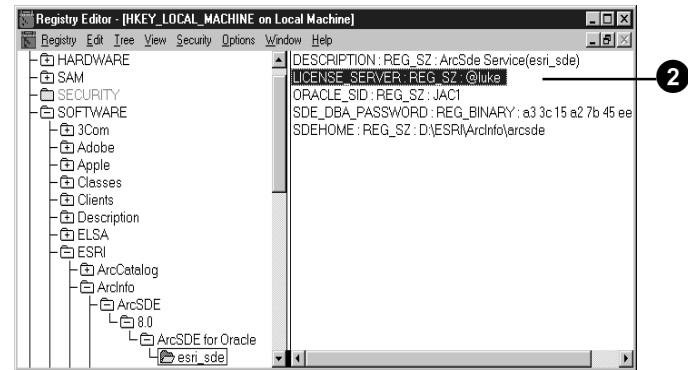 Registry Editor - [HKEY_LOCAL_MACHINE on Local Machine]
Registry Edit Tree View Security Options Window Help
HARDWARE
SAM
SECURITY
SOFTWARE
3Com
Adobe
Apple
Classes
Clients
Description
ELSA
ESRI
ArcCatalog
ArcInfo
ArcSDE
8.0
ArcSDE for Oracle
esri_sde
DESCRIPTION : REG_SZ : ArcSde Service(esri_sde)
LICENSE_SERVER : REG_SZ : @luke
ORACLE_SID : REG_SZ : JAC1
SDE_DBA_PASSWORD : REG_BINARY : a3 3c 15 a2 7b 45 ee
SDEHOME : REG_SZ : D:\ESRI\ArcInfo\arcsde
2